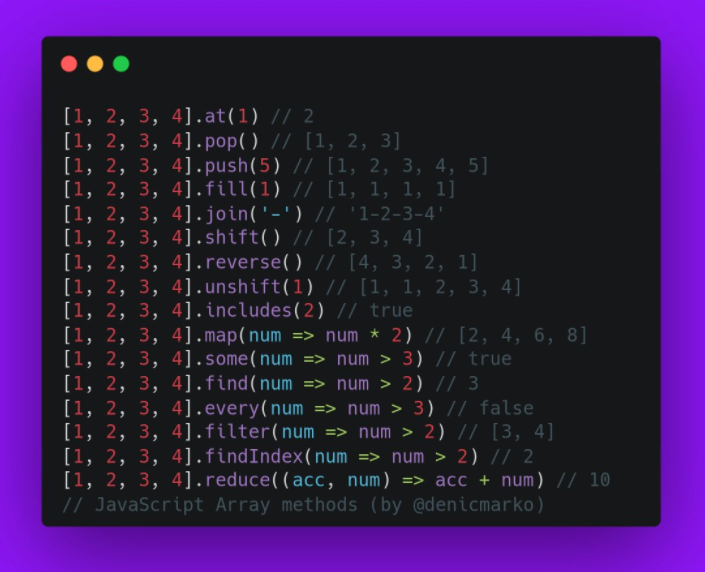 [1, 2, 3, 4].at(1) // 2
[1, 2, 3, 4].pop() // [1, 2, 3]
[1, 2, 3, 4].push(5) // [1, 2, 3, 4, 5]
[1, 2, 3, 4].fill(1) // [1, 1, 1, 1]
[1, 2, 3, 4].join('-') // '1-2-3-4'
[1, 2, 3, 4].shift() // [2, 3, 4]
[1, 2, 3, 4].reverse() // [4, 3, 2, 1]
[1, 2, 3, 4].unshift(1) // [1, 1, 2, 3, 4]
[1, 2, 3, 4].includes(2) // true
[1, 2, 3, 4].map(num => num * 2) // [2, 4, 6, 8]
[1, 2, 3, 4].some(num => num > 3) // true
[1, 2, 3, 4].find(num => num > 2) // 3
[1, 2, 3, 4].every(num => num > 3) // false
[1, 2, 3, 4].filter(num => num > 2) // [3, 4]
[1, 2, 3, 4].findIndex(num => num > 2) // 2
[1, 2, 3, 4].reduce((acc, num) => acc + num) // 10
// JavaScript Array methods (by @denicmarko)